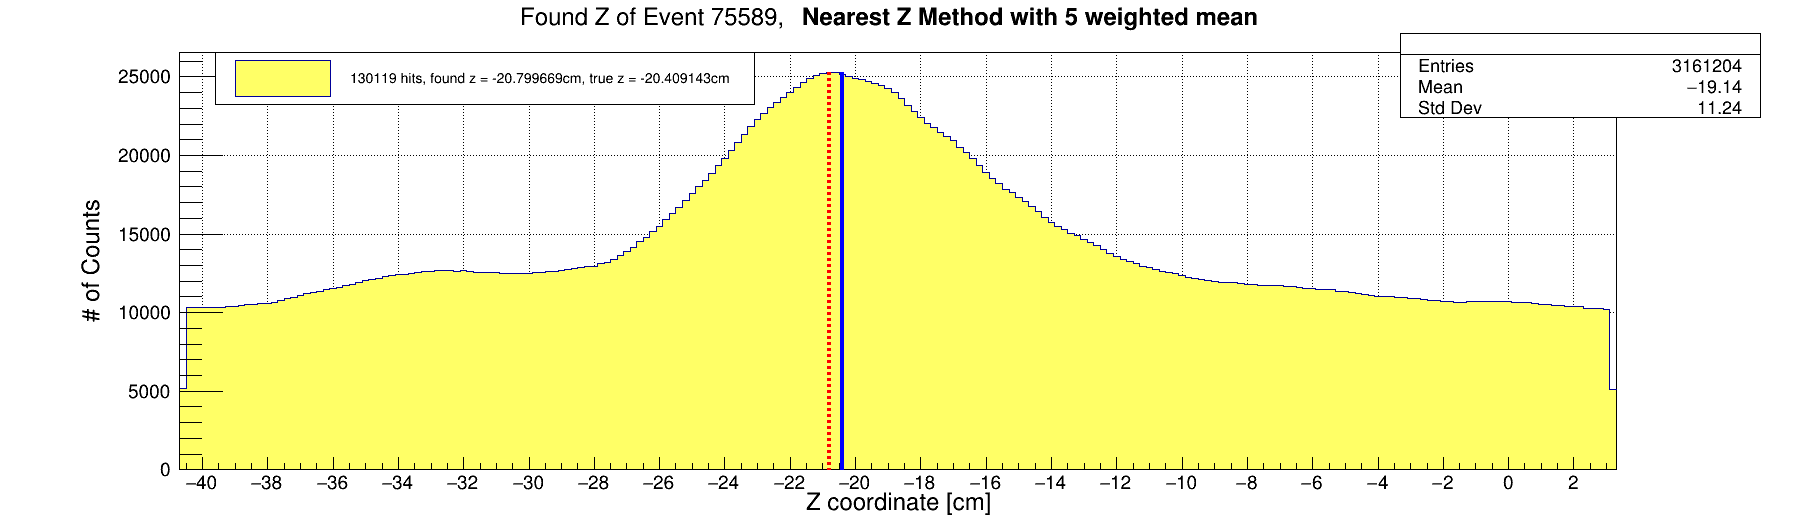 Found Z of Event 75589, Nearest Z Method with 5 weighted mean
130119 hits, found z = -20.799669cm, true z = -20.409143cm
Entries 3161204
Mean −19.14
Std Dev 11.24
# of Counts
25000
20000
15000
10000
5000
0
−40 −38 −36 −34 −32 −30 −28 −26 −24 −22 −20 −18 −16 −14 −12 −10 −8 −6 −4 −2 0 2
Z coordinate [cm]